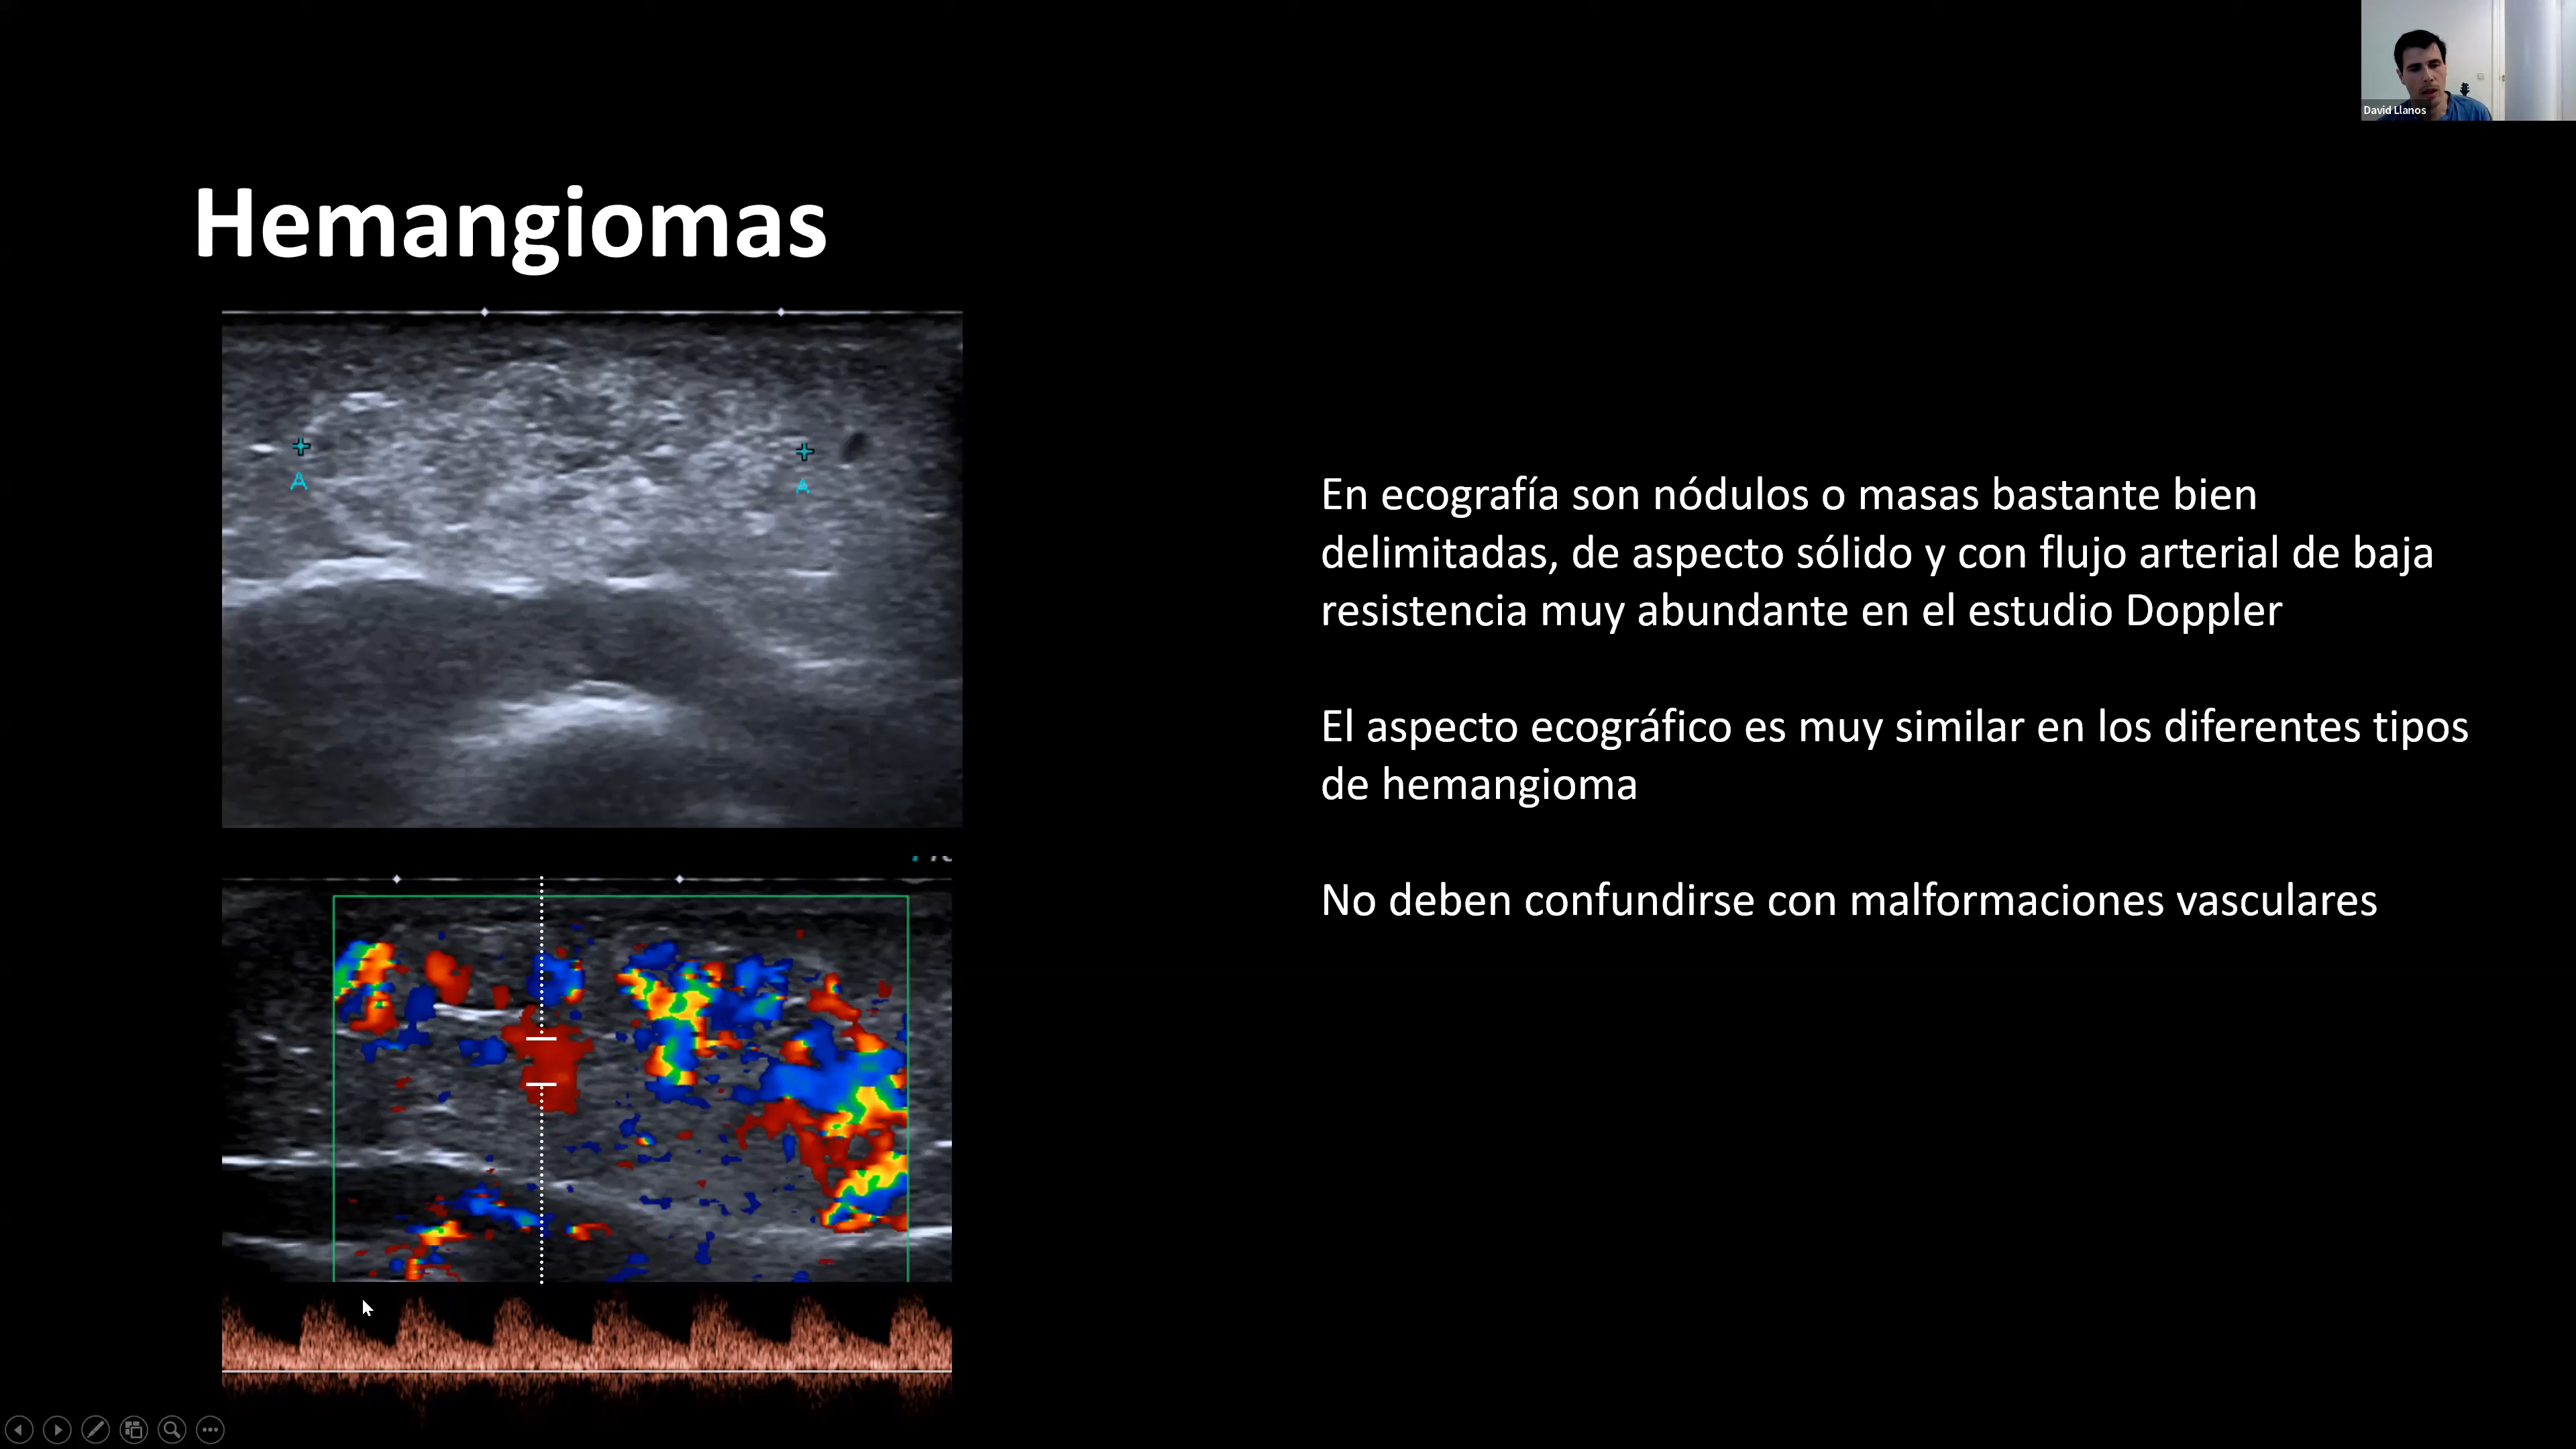 David Llanos
Hemangiomas
A
A
En ecografía son nódulos o masas bastante bien
delimitadas, de aspecto sólido y con flujo arterial de baja
resistencia muy abundante en el estudio Doppler
El aspecto ecográfico es muy similar en los diferentes tipos
de hemangioma
No deben confundirse con malformaciones vasculares